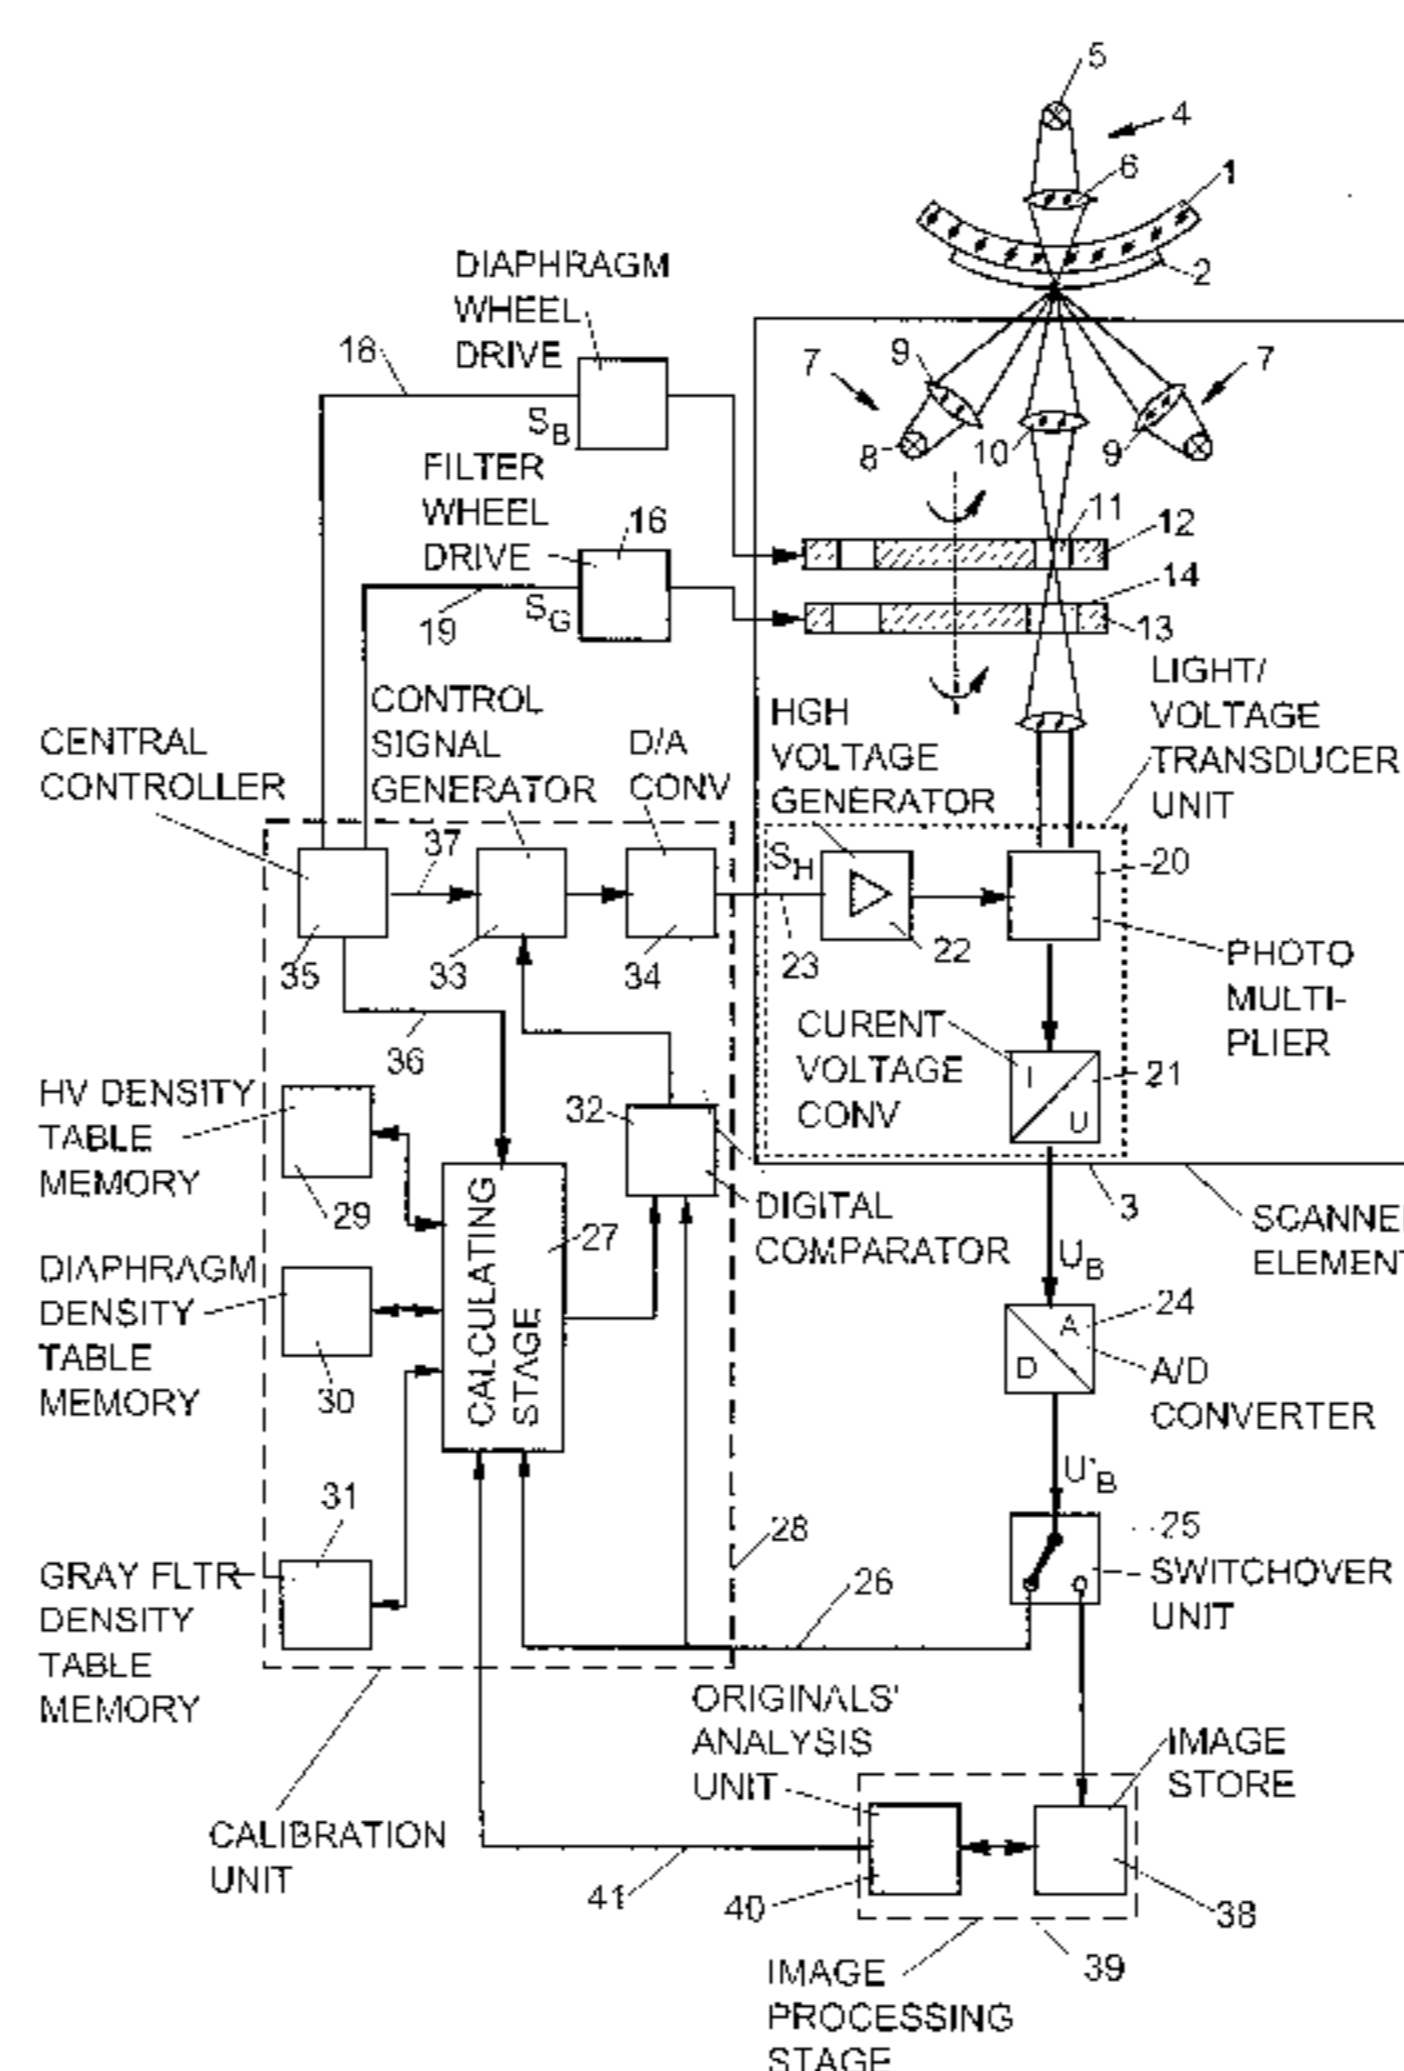 5
4
6
1
2
DIAPHRAGM
WHEEL
DRIVE
18
S_B
7
9
7
8
10
9
FILTER
WHEEL
DRIVE
16
S_G
19
11
12
14
13
LIGHT/
VOLTAGE
TRANSDUCER
UNIT
CONTROL
SIGNAL
GENERATOR
D/A
CONV
HGH
VOLTAGE
GENERATOR
CENTRAL
CONTROLLER
37
S_H
20
35
33
34
23
22
PHOTO
MULTI-
PLIER
36
CURENT
VOLTAGE
CONV
I
U
21
HV DENSITY
TABLE
MEMORY
29
32
CALCULATING
STAGE
27
DIGITAL
COMPARATOR
3
SCANNE
ELEMENT
U_B
DIAPHRAGM
DENSITY
TABLE
MEMORY
30
A
D
24
A/D
CONVERTER
U'_B
31
GRAY FLTR
DENSITY
TABLE
MEMORY
28
26
25
SWITCHOVER
UNIT
CALIBRATION
UNIT
ORIGINALS'
ANALYSIS
UNIT
IMAGE
STORE
41
40
38
39
IMAGE
PROCESSING
STAGE